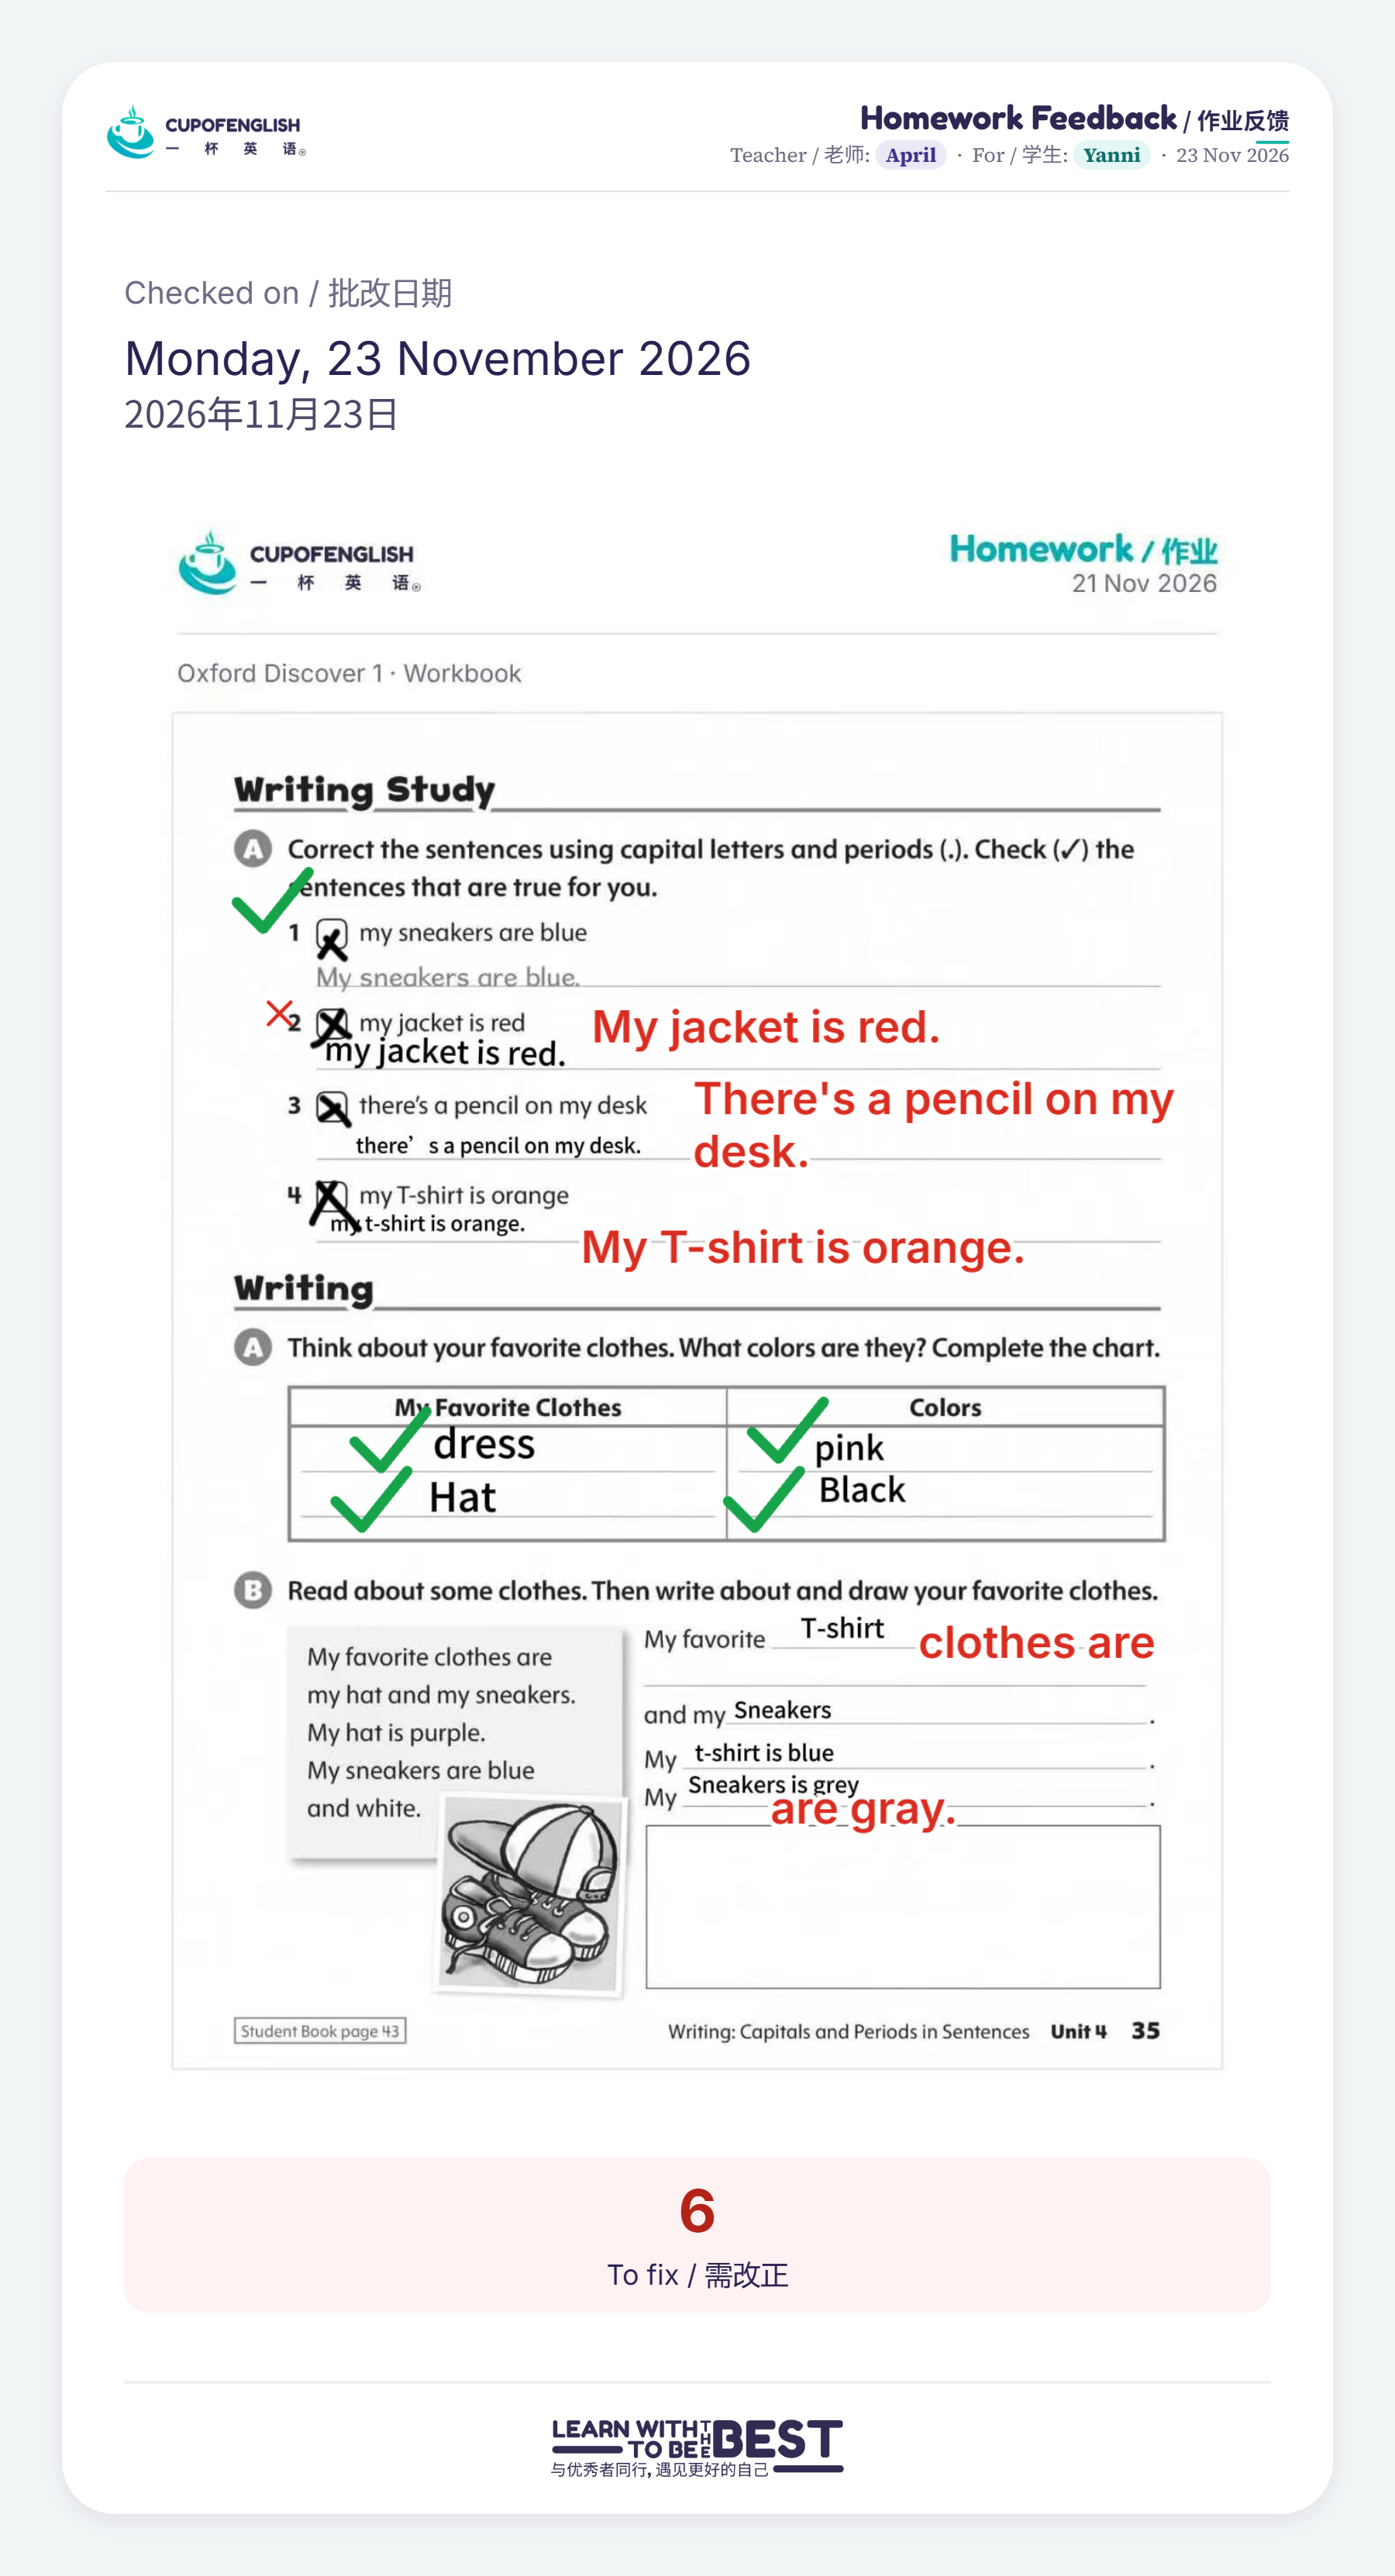 CUPOFENGLISH
一杯英语®
Homework Feedback / 作业反馈
Teacher / 老师: April · For / 学生: Yanni · 23 Nov 2026
Checked on / 批改日期
Monday, 23 November 2026
2026年11月23日
CUPOFENGLISH
一杯英语®
Homework / 作业
21 Nov 2026
Oxford Discover 1 · Workbook
Writing Study
A Correct the sentences using capital letters and periods (.). Check (✓) the
sentences that are true for you.
1 my sneakers are blue
My sneakers are blue.
2 my jacket is red
My jacket is red.
my jacket is red.
3 there's a pencil on my desk
There's a pencil on my
desk.
there’ s a pencil on my desk.
4 my T-shirt is orange
my t-shirt is orange.
My T-shirt is orange.
Writing
A Think about your favorite clothes. What colors are they? Complete the chart.
My Favorite Clothes Colors
dress pink
Hat Black
B Read about some clothes. Then write about and draw your favorite clothes.
My favorite clothes are
my hat and my sneakers.
My hat is purple.
My sneakers are blue
and white.
My favorite T-shirt clothes are
and my Sneakers .
My t-shirt is blue .
My Sneakers is grey .
are gray.
Student Book page 43
Writing: Capitals and Periods in Sentences Unit 4 35
6
To fix / 需改正
LEARN WITH THE BEST
TO BE
与优秀者同行, 遇见更好的自己